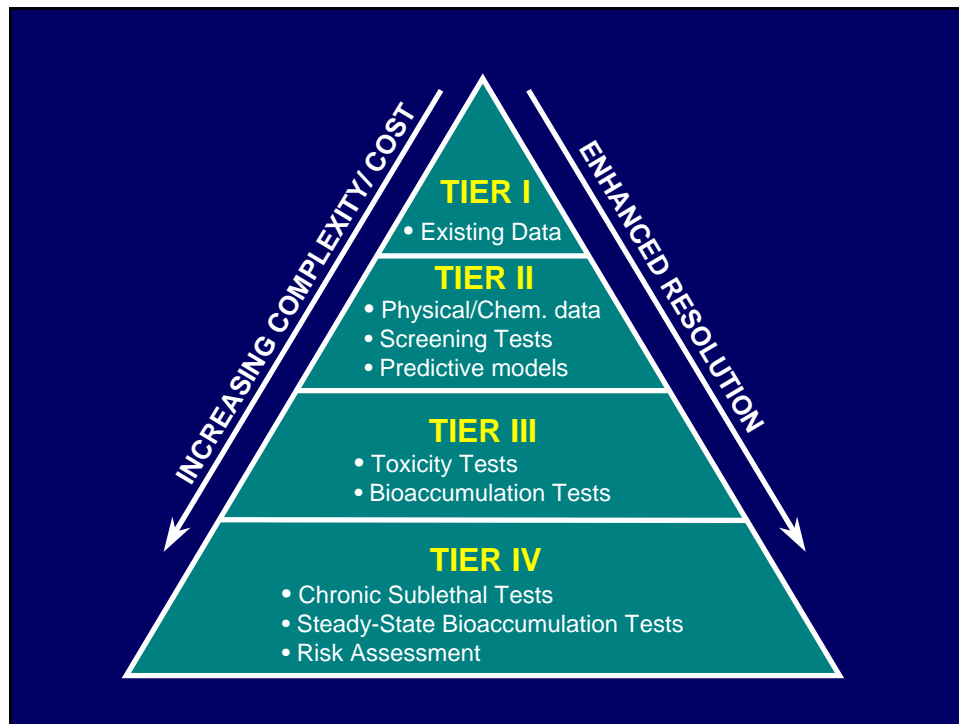 INCREASING COMPLEXITY/ COST
ENHANCED RESOLUTION
TIER I
• Existing Data
TIER II
• Physical/Chem. data
• Screening Tests
• Predictive models
TIER III
• Toxicity Tests
• Bioaccumulation Tests
TIER IV
• Chronic Sublethal Tests
• Steady-State Bioaccumulation Tests
• Risk Assessment